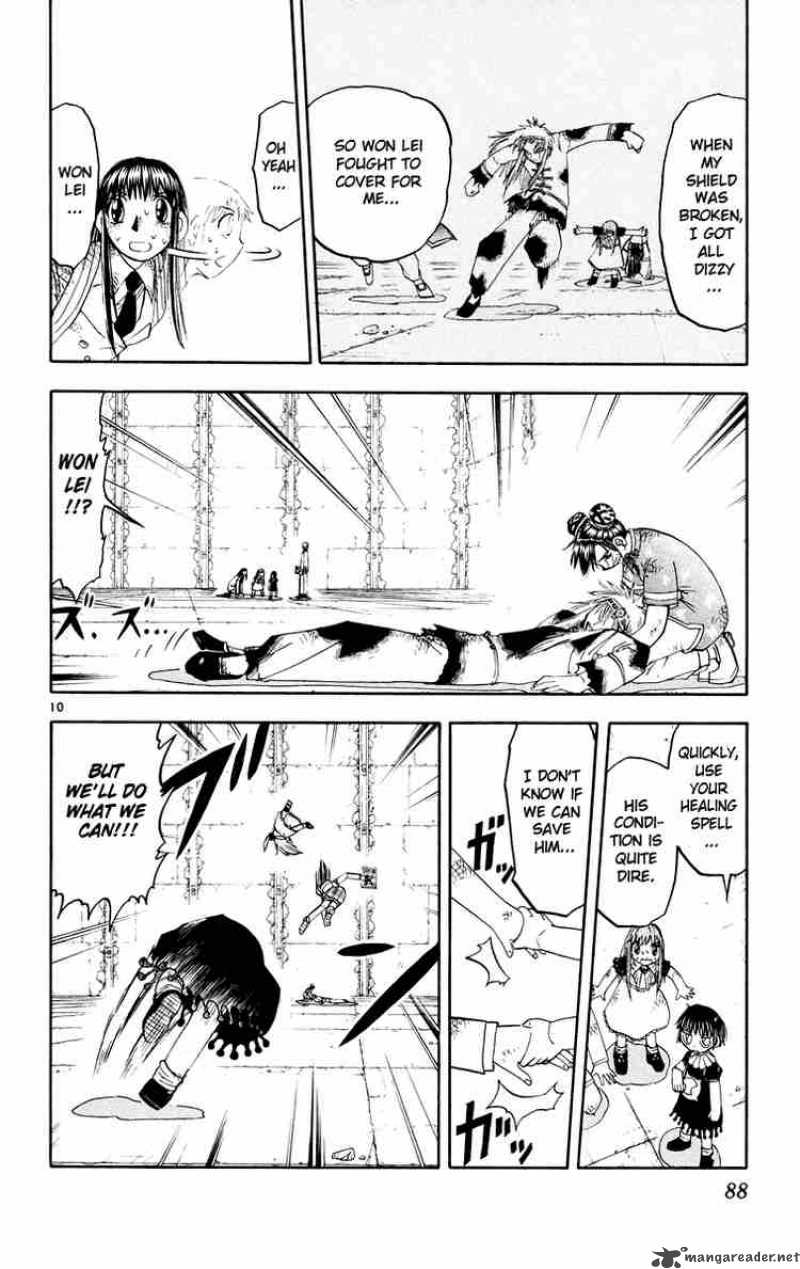 WHEN
MY
SHIELD
WAS
BROKEN,
I GOT
ALL
DIZZY
...
SO WON LEI
FOUGHT TO
COVER FOR
ME...
OH
YEAH
...
WON
LEI
...
WON
LEI
!!?
ズ、ズ...
10
QUICKLY,
USE
YOUR
HEALING
SPELL
...
HIS
CONDI-
TION IS
QUITE
DIRE.
I DON'T
KNOW IF
WE CAN
SAVE
HIM...
ガッ
ガッ
BUT
WE'LL DO
WHAT WE
CAN!!!
ブン
88
mangareader.net